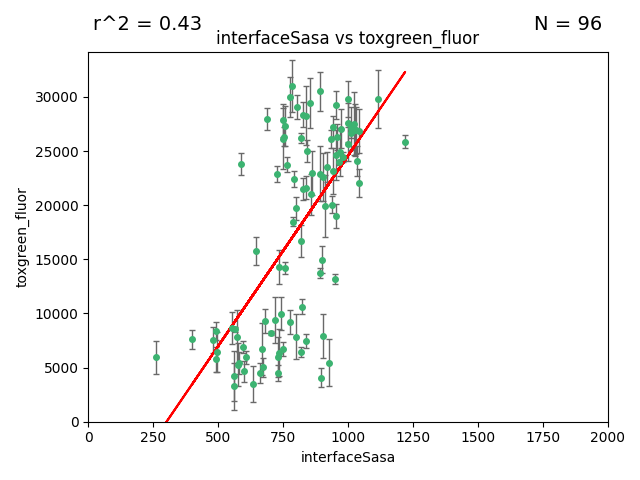 r^2 = 0.43
N = 96
interfaceSasa vs toxgreen_fluor
30000
25000
20000
15000
10000
5000
0
toxgreen_fluor
0 250 500 750 1000 1250 1500 1750 2000
interfaceSasa